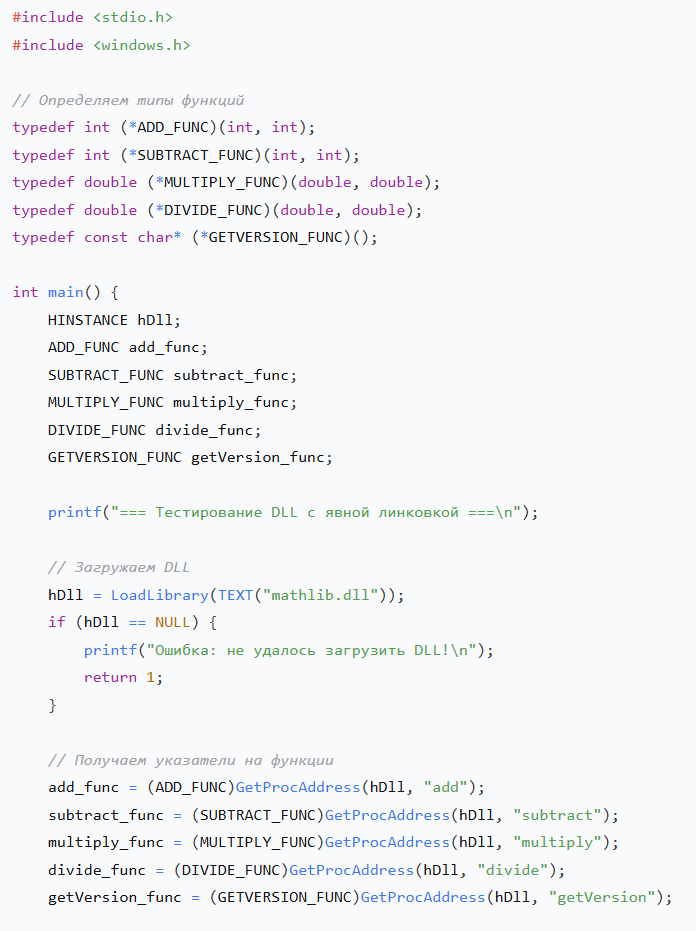 #include <stdio.h>
#include <windows.h>
// Определяем типы функций
typedef int (*ADD_FUNC)(int, int);
typedef int (*SUBTRACT_FUNC)(int, int);
typedef double (*MULTIPLY_FUNC)(double, double);
typedef double (*DIVIDE_FUNC)(double, double);
typedef const char* (*GETVERSION_FUNC)();
int main() {
    HINSTANCE hDll;
    ADD_FUNC add_func;
    SUBTRACT_FUNC subtract_func;
    MULTIPLY_FUNC multiply_func;
    DIVIDE_FUNC divide_func;
    GETVERSION_FUNC getVersion_func;
    printf("=== Тестирование DLL с явной линковкой ===\n");
    // Загружаем DLL
    hDll = LoadLibrary(TEXT("mathlib.dll"));
    if (hDll == NULL) {
        printf("Ошибка: не удалось загрузить DLL!\n");
        return 1;
    }
    // Получаем указатели на функции
    add_func = (ADD_FUNC)GetProcAddress(hDll, "add");
    subtract_func = (SUBTRACT_FUNC)GetProcAddress(hDll, "subtract");
    multiply_func = (MULTIPLY_FUNC)GetProcAddress(hDll, "multiply");
    divide_func = (DIVIDE_FUNC)GetProcAddress(hDll, "divide");
    getVersion_func = (GETVERSION_FUNC)GetProcAddress(hDll, "getVersion");